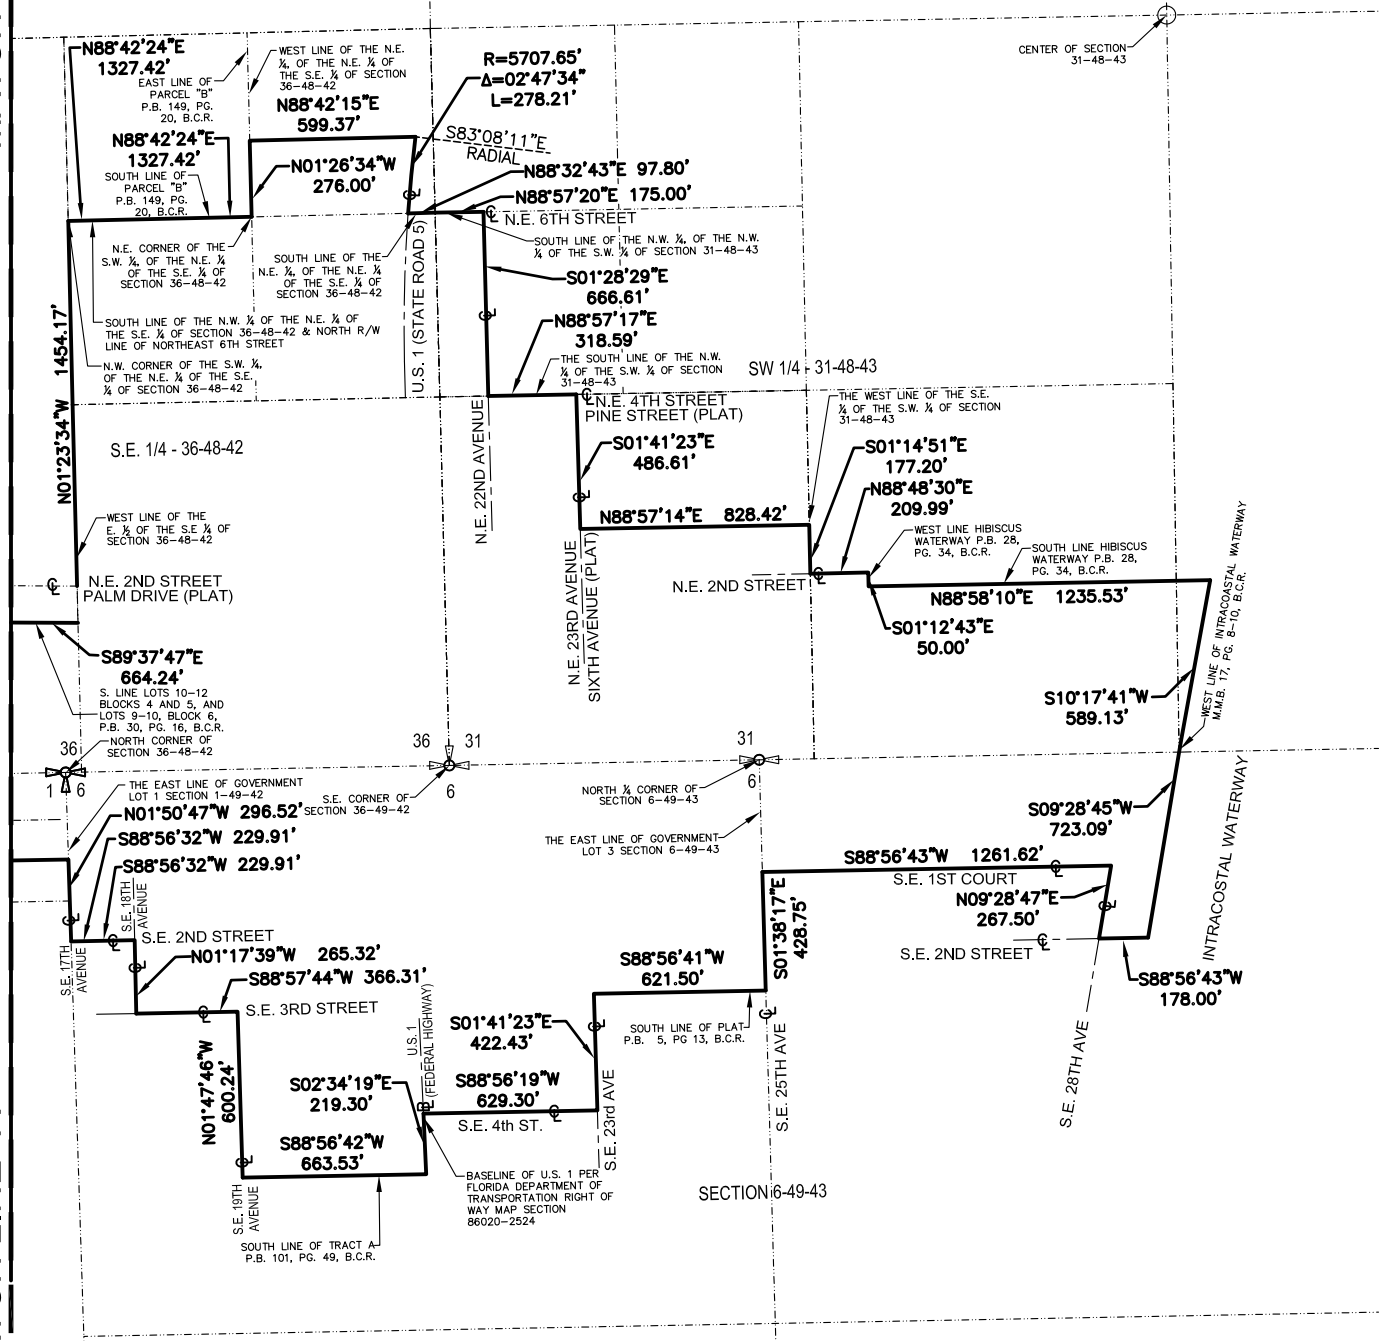 N88°42'24"E
1327.42'
EAST LINE OF
PARCEL "B"
P.B. 149, PG.
20, B.C.R.
WEST LINE OF THE N.E.
¼, OF THE N.E. ¼ OF
THE S.E. ¼ OF SECTION
36-48-42
R=5707.65'
Δ=02°47'34"
L=278.21'
CENTER OF SECTION
31-48-43
N88°42'15"E
599.37'
S83°08'11"E
RADIAL
N88°42'24"E
1327.42'
SOUTH LINE OF
PARCEL "B"
P.B. 149, PG.
20, B.C.R.
N01°26'34"W
276.00'
N88°32'43"E 97.80'
N88°57'20"E 175.00'
N.E. 6TH STREET
SOUTH LINE OF THE N.W. ¼, OF THE N.W.
¼ OF THE S.W. ¼ OF SECTION 31-48-43
N.E. CORNER OF THE
S.W. ¼, OF THE N.E. ¼
OF THE S.E. ¼ OF
SECTION 36-48-42
SOUTH LINE OF THE
N.E. ¼, OF THE N.E. ¼
OF THE S.E. ¼ OF
SECTION 36-48-42
U.S. 1 (STATE ROAD 5)
S01°28'29"E
666.61'
N01°23'34"W 1454.17'
SOUTH LINE OF THE N.W. ¼ OF THE N.E. ¼ OF
THE S.E. ¼ OF SECTION 36-48-42 & NORTH R/W
LINE OF NORTHEAST 6TH STREET
N.W. CORNER OF THE S.W. ¼,
OF THE N.E. ¼ OF THE S.E.
¼ OF SECTION 36-48-42
N88°57'17"E
318.59'
THE SOUTH LINE OF THE N.W.
¼ OF THE S.W. ¼ OF SECTION
31-48-43
SW 1/4 - 31-48-43
N.E. 4TH STREET
PINE STREET (PLAT)
THE WEST LINE OF THE S.E.
¼ OF THE S.W. ¼ OF SECTION
31-48-43
S.E. 1/4 - 36-48-42
N.E. 22ND AVENUE
S01°41'23"E
486.61'
S01°14'51"E
177.20'
N88°48'30"E
209.99'
N88°57'14"E 828.42'
WEST LINE OF THE
E. ½ OF THE S.E ¼ OF
SECTION 36-48-42
WEST LINE HIBISCUS
WATERWAY P.B. 28,
PG. 34, B.C.R.
SOUTH LINE HIBISCUS
WATERWAY P.B. 28,
PG. 34, B.C.R.
N.E. 2ND STREET
PALM DRIVE (PLAT)
N.E. 23RD AVENUE
SIXTH AVENUE (PLAT)
N.E. 2ND STREET
N88°58'10"E 1235.53'
S01°12'43"E
50.00'
WEST LINE OF INTRACOASTAL WATERWAY
M.M.B. 17, PG. 8-10, B.C.R.
S89°37'47"E
664.24'
S. LINE LOTS 10-12
BLOCKS 4 AND 5, AND
LOTS 9-10, BLOCK 6,
P.B. 30, PG. 16, B.C.R.
S10°17'41"W
589.13'
NORTH CORNER OF
SECTION 36-48-42
36
1 6
36 31
6
31
6
THE EAST LINE OF GOVERNMENT
LOT 1 SECTION 1-49-42
S.E. CORNER OF
SECTION 36-49-42
NORTH ¼ CORNER OF
SECTION 6-49-43
N01°50'47"W 296.52'
S88°56'32"W 229.91'
S88°56'32"W 229.91'
THE EAST LINE OF GOVERNMENT
LOT 3 SECTION 6-49-43
S09°28'45"W
723.09'
INTRACOSTAL WATERWAY
S88°56'43"W 1261.62'
S.E. 1ST COURT
N09°28'47"E
267.50'
S01°38'17"E
428.75'
S.E. 18TH
AVENUE
S.E. 2ND STREET
S.E. 17TH
AVENUE
S.E. 2ND STREET
N01°17'39"W 265.32'
S88°57'44"W 366.31'
S88°56'41"W
621.50'
S88°56'43"W
178.00'
S.E. 3RD STREET
U.S. 1
(FEDERAL HIGHWAY)
S01°41'23"E
422.43'
SOUTH LINE OF PLAT
P.B. 5, PG 13, B.C.R.
S.E. 25TH AVE
S.E. 28TH AVE
N01°47'46"W
600.24'
S02°34'19"E
219.30'
S88°56'19"W
629.30'
S.E. 4th ST.
S.E. 23rd AVE
S88°56'42"W
663.53'
BASELINE OF U.S. 1 PER
FLORIDA DEPARTMENT OF
TRANSPORTATION RIGHT OF
WAY MAP SECTION
86020-2524
SECTION 6-49-43
S.E. 19TH
AVENUE
SOUTH LINE OF TRACT A
P.B. 101, PG. 49, B.C.R.